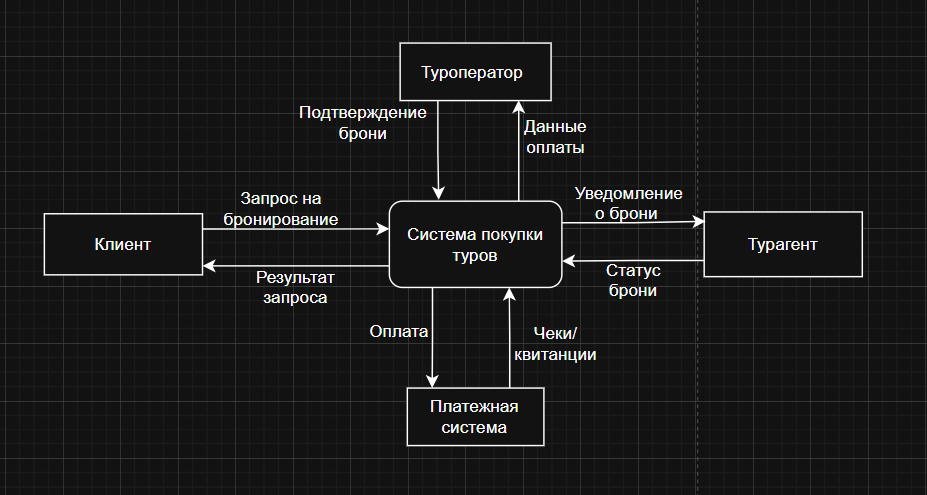 Туроператор
Подтверждение
брони
Данные
оплаты
Запрос на
бронирование
Уведомление
о брони
Клиент
Система покупки
туров
Турагент
Результат
запроса
Статус
брони
Оплата
Чеки/
квитанции
Платежная
система